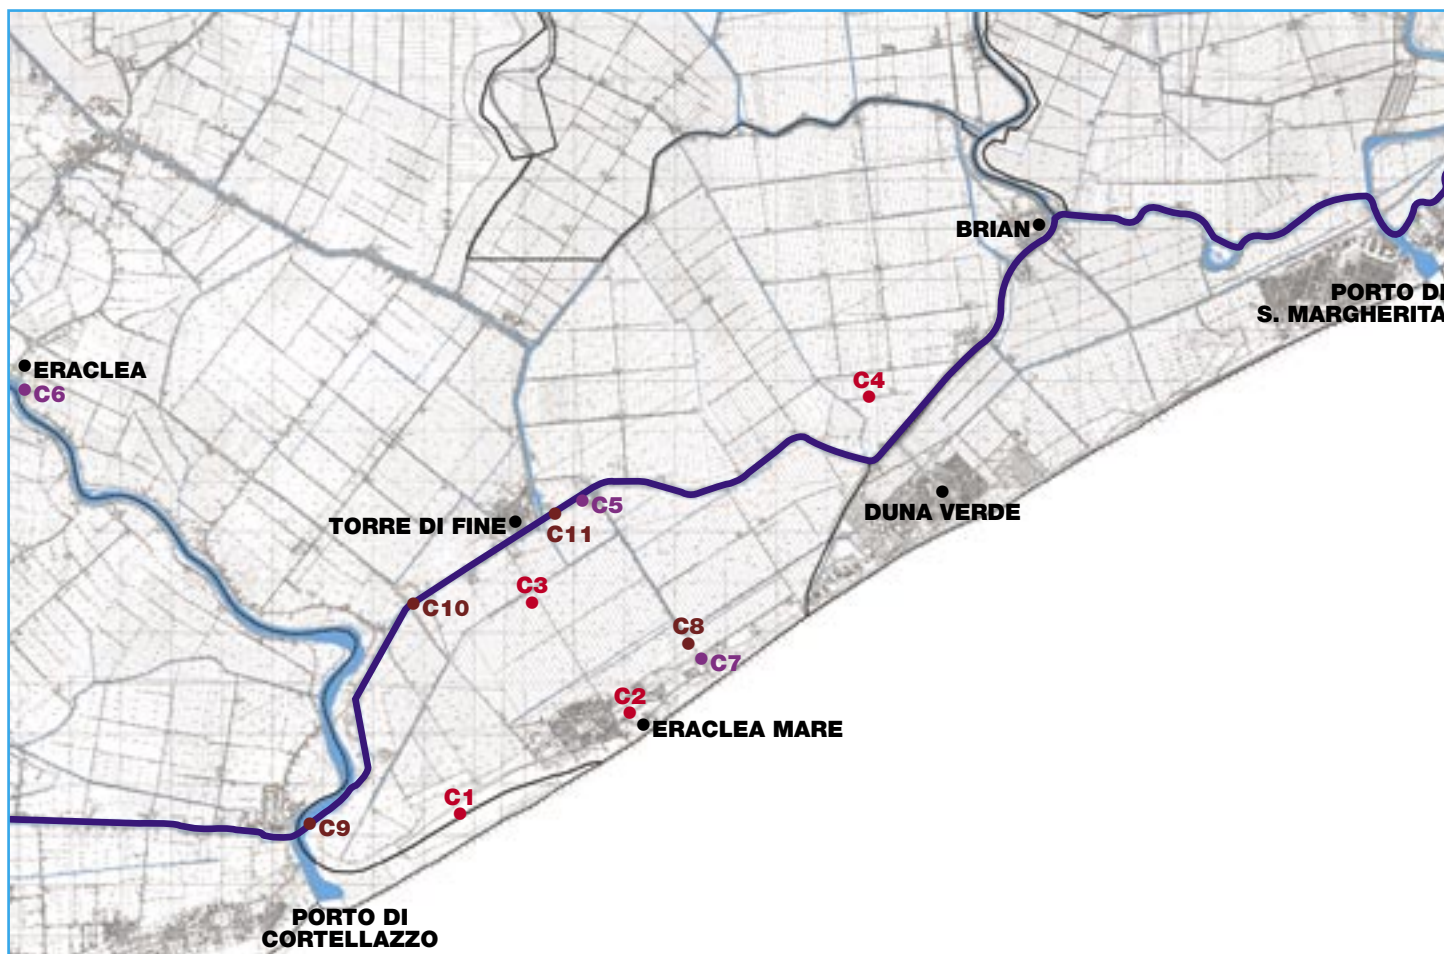 BRIAN
PORTO DI
S. MARGHERITA
ERACLEA
C6
C4
C5
DUNA VERDE
TORRE DI FINE
C11
C3
C10
C8
C7
C2
ERACLEA MARE
C1
C9
PORTO DI
CORTELLAZZO